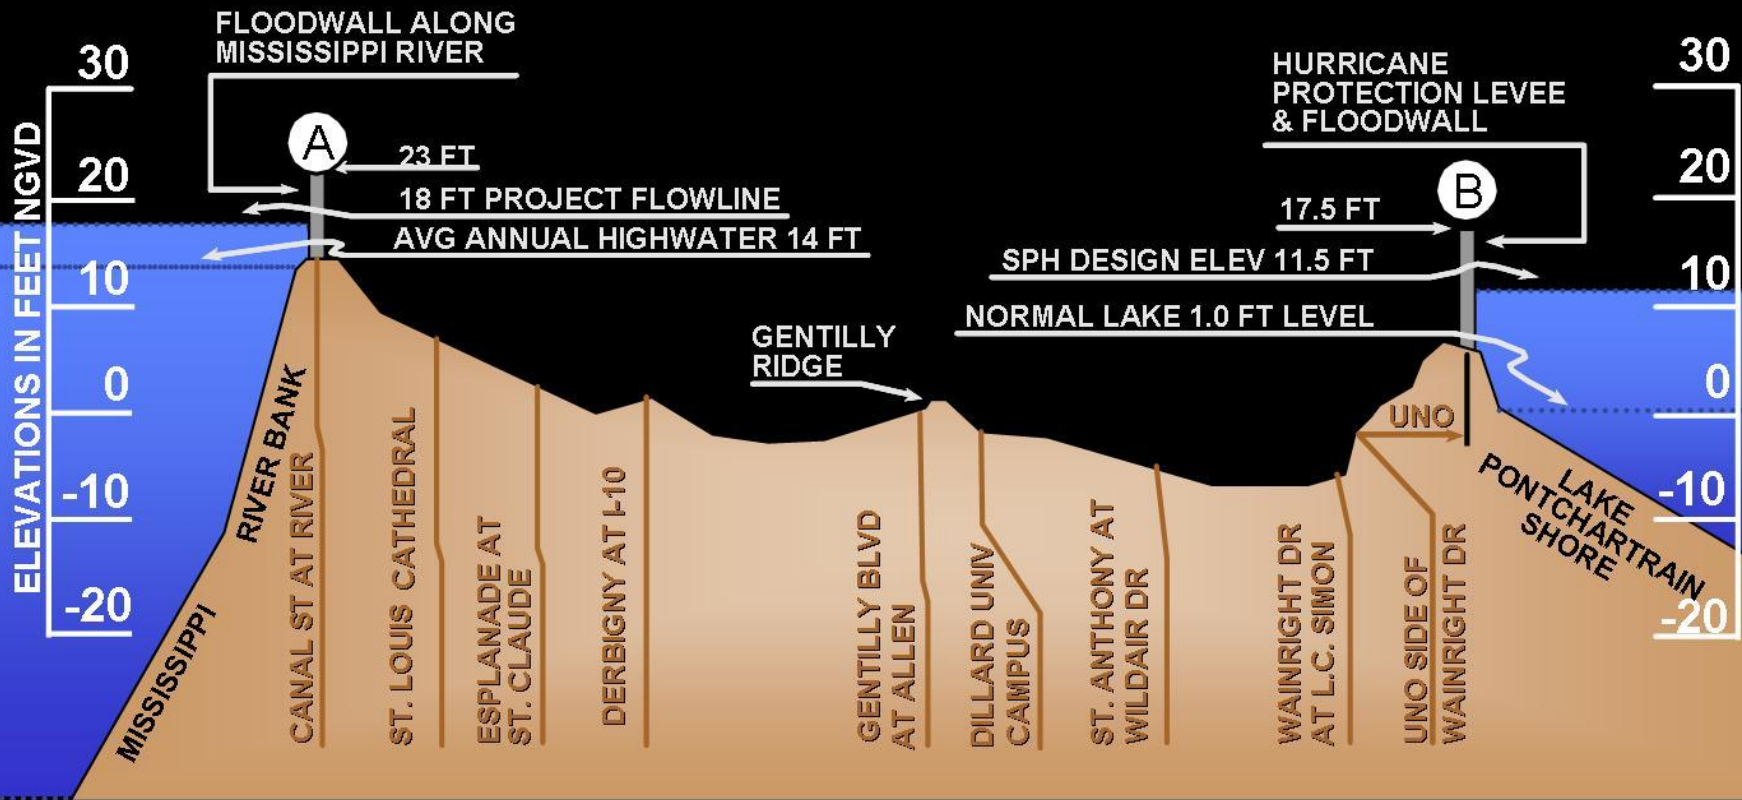 ELEVATIONS IN FEET NGVD
30
20
10
0
-10
-20
FLOODWALL ALONG
MISSISSIPPI RIVER
A
23 FT
18 FT PROJECT FLOWLINE
AVG ANNUAL HIGHWATER 14 FT
GENTILLY
RIDGE
HURRICANE
PROTECTION LEVEE
& FLOODWALL
B
17.5 FT
SPH DESIGN ELEV 11.5 FT
NORMAL LAKE 1.0 FT LEVEL
30
20
10
0
-10
-20
UNO
MISSISSIPPI
RIVER BANK
CANAL ST AT RIVER
ST. LOUIS CATHEDRAL
ESPLANADE AT
ST. CLAUDE
DERBIGNY AT I-10
GENTILLY BLVD
AT ALLEN
DILLARD UNIV
CAMPUS
ST. ANTHONY AT
WILDAIR DR
WAINRIGHT DR
AT L.C. SIMON
UNO SIDE OF
WAINRIGHT DR
LAKE
PONTCHARTRAIN
SHORE